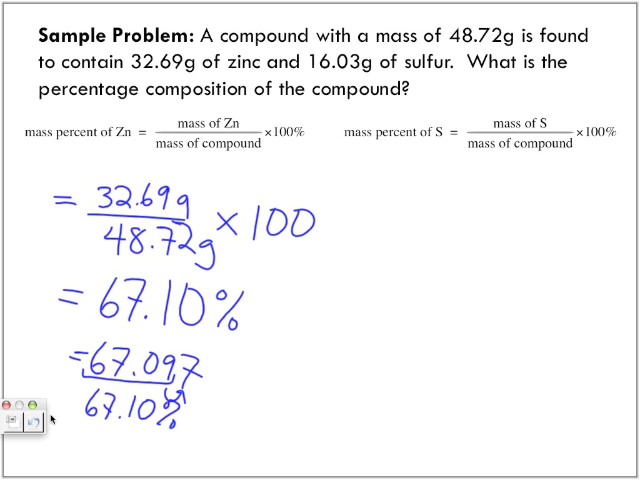 Sample Problem: A compound with a mass of 48.72g is found
to contain 32.69g of zinc and 16.03g of sulfur. What is the
percentage composition of the compound?
mass percent of Zn = mass of Zn / mass of compound ×100%
mass percent of S = mass of S / mass of compound ×100%
= 32.69g / 48.72g × 100
= 67.10%
= 67.097
67.10%